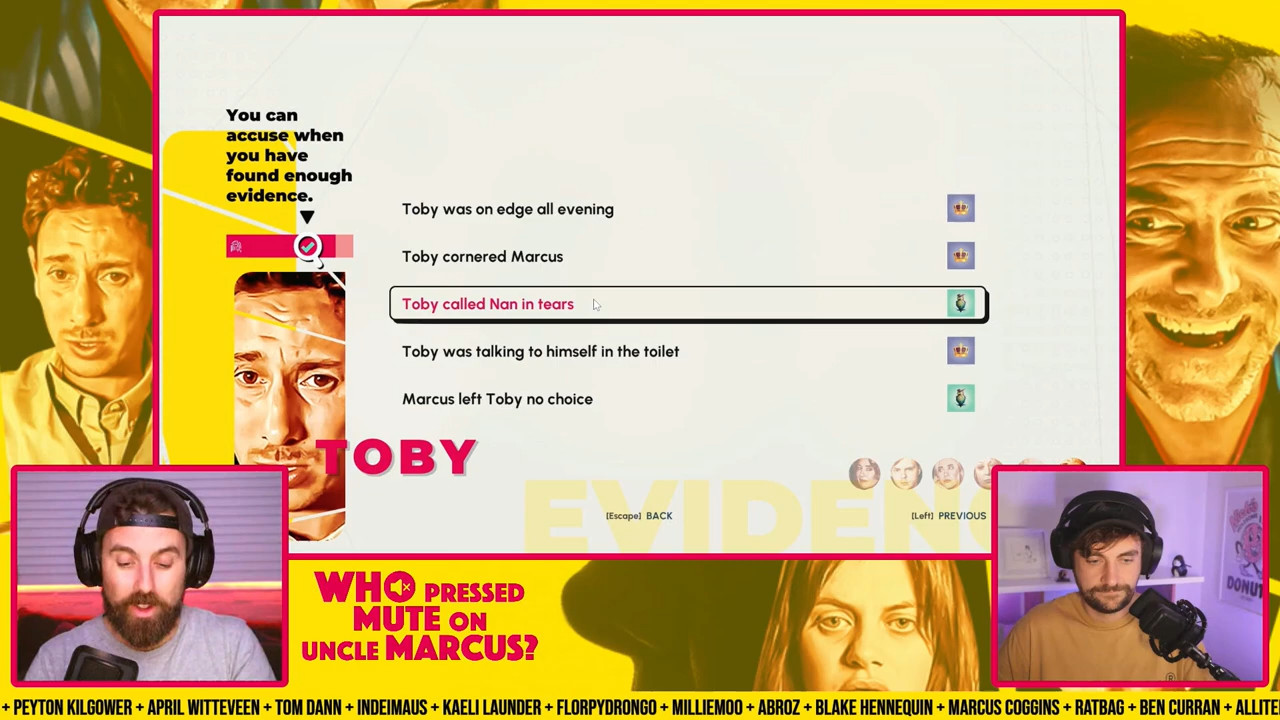 You can
accuse when
you have
found enough
evidence.
Toby was on edge all evening
Toby cornered Marcus
Toby called Nan in tears
Toby was talking to himself in the toilet
Marcus left Toby no choice
TOBY
EVIDENC
[Escape] BACK
[Left] PREVIOUS
WHO PRESSED
MUTE ON
UNCLE MARCUS?
DONUT
+ PEYTON KILGOWER + APRIL WITTEVEEN + TOM DANN + INDEIMAUS + KAELI LAUNDER + FLORPYDRONGO + MILLIEMOO + ABROZ + BLAKE HENNEQUIN + MARCUS COGGINS + RATBAG + BEN CURRAN + ALLITE